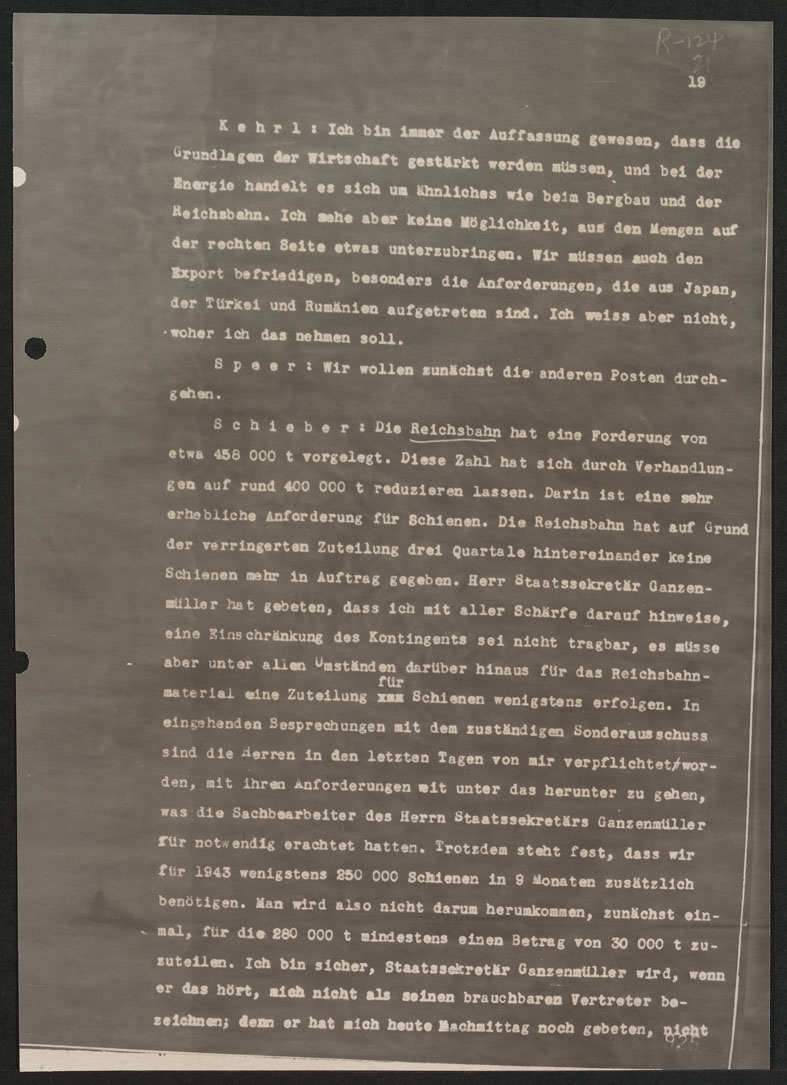 R-124
21
19
K e h r l : Ich bin immer der Auffassung gewesen, dass die
Grundlagen der Wirtschaft gestärkt werden müssen, und bei der
Energie handelt es sich um Ähnliches wie beim Bergbau und der
Reichsbahn. Ich sehe aber keine Möglichkeit, aus den Mengen auf
der rechten Seite etwas unterzubringen. Wir müssen auch den
Export befriedigen, besonders die Anforderungen, die aus Japan,
der Türkei und Rumänien aufgetreten sind. Ich weiss aber nicht,
woher ich das nehmen soll.
S p e e r : Wir wollen zunächst die anderen Posten durch-
gehen.
S c h i e b e r : Die Reichsbahn hat eine Forderung von
etwa 458 000 t vorgelegt. Diese Zahl hat sich durch Verhandlun-
gen auf rund 400 000 t reduzieren lassen. Darin ist eine sehr
erhebliche Anforderung für Schienen. Die Reichsbahn hat auf Grund
der verringerten Zuteilung drei Quartale hintereinander keine
Schienen mehr in Auftrag gegeben. Herr Staatssekretär Ganzen-
müller hat gebeten, dass ich mit aller Schärfe darauf hinweise,
eine Einschränkung des Kontingents sei nicht tragbar, es müsse
aber unter allen Umständen darüber hinaus für das Reichsbahn-
für
material eine Zuteilung xxx Schienen wenigstens erfolgen. In
eingehenden Besprechungen mit dem zuständigen Sonderausschuss
sind die Herren in den letzten Tagen von mir verpflichtet/wor-
den, mit ihren Anforderungen mit unter das herunter zu gehen,
was die Sachbearbeiter des Herrn Staatssekretärs Ganzenmüller
für notwendig erachtet hatten. Trotzdem steht fest, dass wir
für 1943 wenigstens 250 000 Schienen in 9 Monaten zusätzlich
benötigen. Man wird also nicht darum herumkommen, zunächst ein-
mal, für die 280 000 t mindestens einen Betrag von 30 000 t zu-
zuteilen. Ich bin sicher, Staatssekretär Ganzenmüller wird, wenn
er das hört, mich nicht als seinen brauchbaren Vertreter be-
zeichnen; denn er hat mich heute Nachmittag noch gebeten, nicht
925